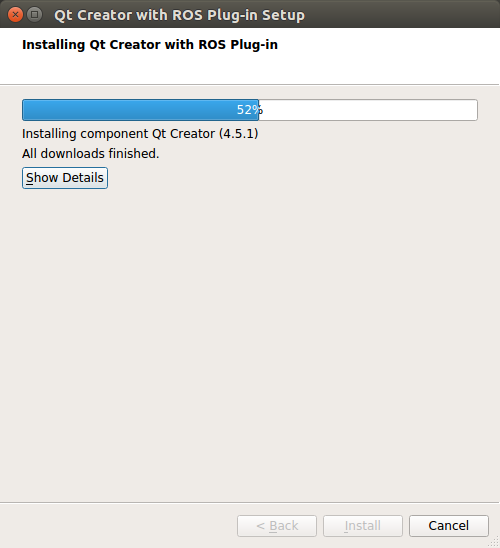 Qt Creator with ROS Plug-in Setup
Installing Qt Creator with ROS Plug-in
52%
Installing component Qt Creator (4.5.1)
All downloads finished.
Show Details
< Back Install Cancel